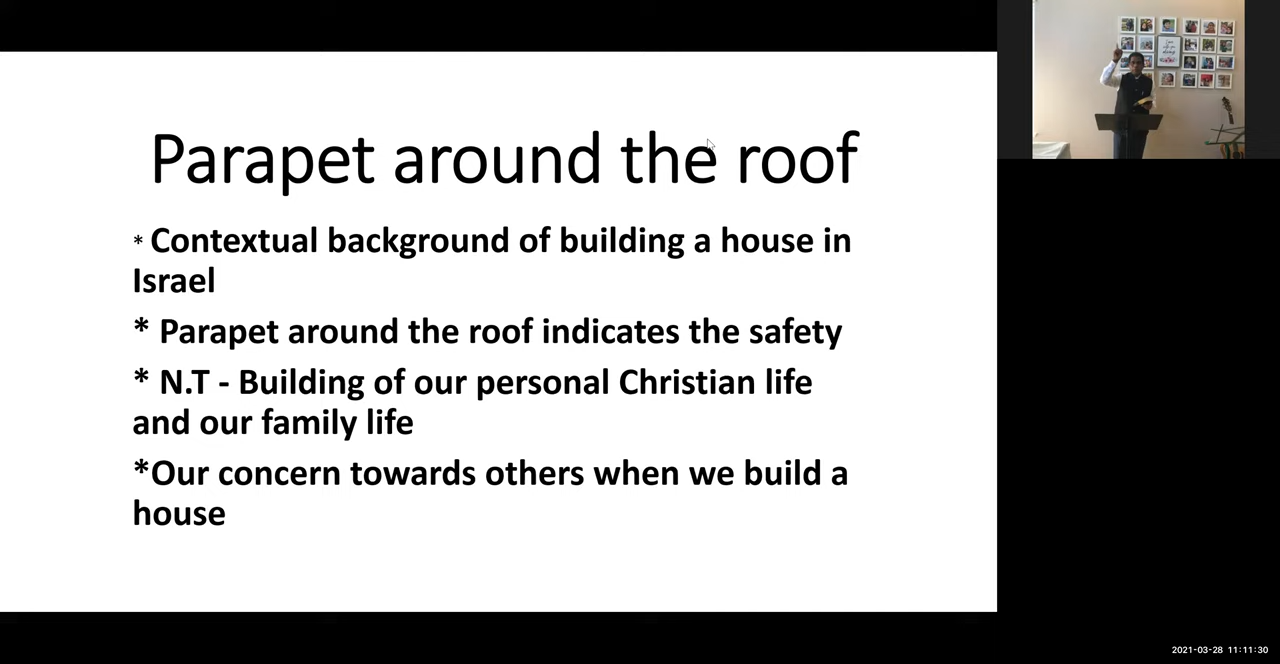 Parapet around the roof
* Contextual background of building a house in
Israel
* Parapet around the roof indicates the safety
* N.T - Building of our personal Christian life
and our family life
*Our concern towards others when we build a
house
2021-03-28 11:11:30